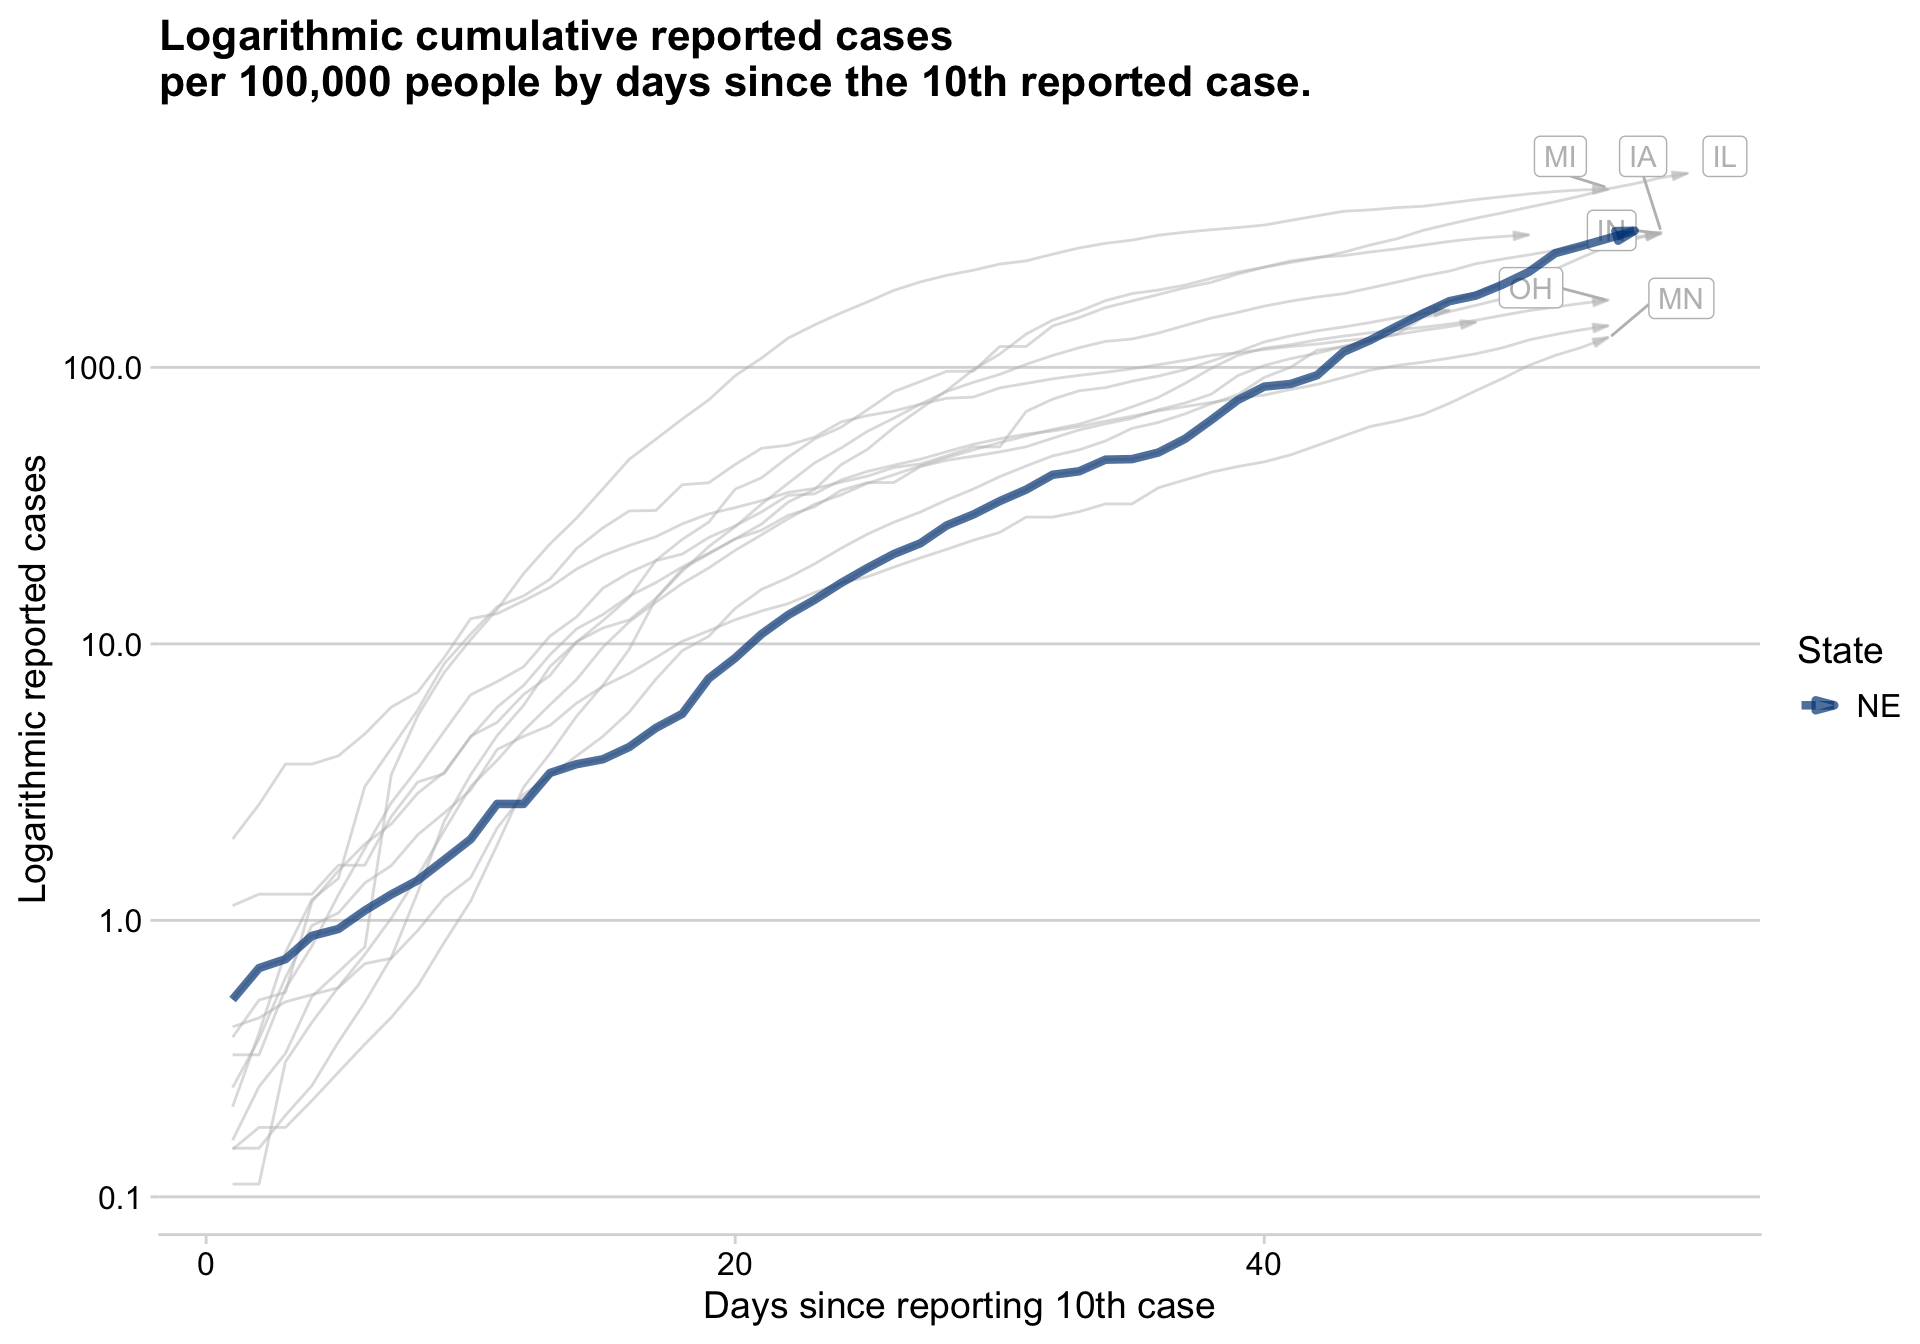 Logarithmic cumulative reported cases
per 100,000 people by days since the 10th reported case.
MI
IA
IL
IN
OH
MN
100.0
10.0
1.0
0.1
Logarithmic reported cases
State
NE
0
20
40
Days since reporting 10th case